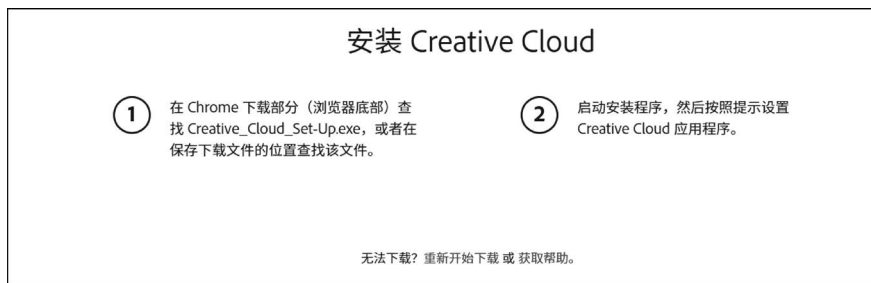 安装 Creative Cloud
1
在 Chrome 下载部分（浏览器底部）查
找 Creative_Cloud_Set-Up.exe，或者在
保存下载文件的位置查找该文件。
2
启动安装程序，然后按照提示设置
Creative Cloud 应用程序。
无法下载？重新开始下载 或 获取帮助。